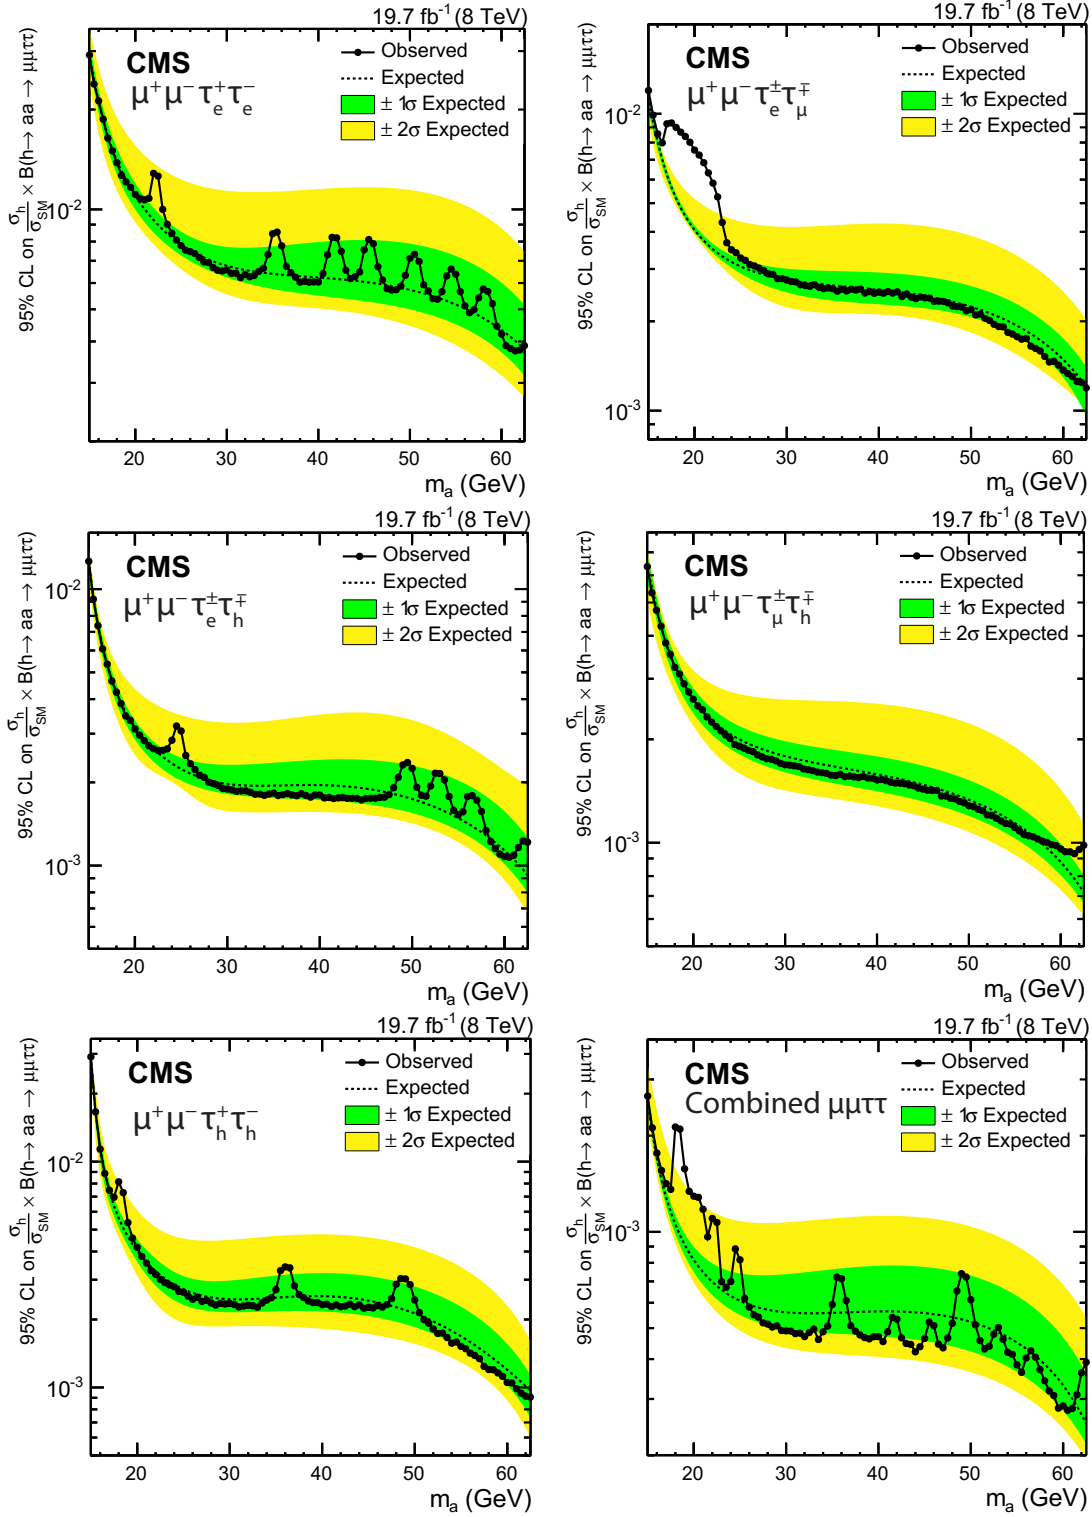 19.7 fb⁻¹ (8 TeV)
95% CL on σh/σSM × B(h→ aa → μμττ)
CMS
μ⁺μ⁻τe⁺τe⁻
Observed
Expected
± 1σ Expected
± 2σ Expected
10⁻²
20 30 40 50 60
ma (GeV)
19.7 fb⁻¹ (8 TeV)
95% CL on σh/σSM × B(h→ aa → μμττ)
CMS
μ⁺μ⁻τe±τμ∓
Observed
Expected
± 1σ Expected
± 2σ Expected
10⁻²
10⁻³
20 30 40 50 60
ma (GeV)
19.7 fb⁻¹ (8 TeV)
95% CL on σh/σSM × B(h→ aa → μμττ)
CMS
μ⁺μ⁻τe±τh∓
Observed
Expected
± 1σ Expected
± 2σ Expected
10⁻²
10⁻³
20 30 40 50 60
ma (GeV)
19.7 fb⁻¹ (8 TeV)
95% CL on σh/σSM × B(h→ aa → μμττ)
CMS
μ⁺μ⁻τμ±τh∓
Observed
Expected
± 1σ Expected
± 2σ Expected
10⁻³
20 30 40 50 60
ma (GeV)
19.7 fb⁻¹ (8 TeV)
95% CL on σh/σSM × B(h→ aa → μμττ)
CMS
μ⁺μ⁻τh⁺τh⁻
Observed
Expected
± 1σ Expected
± 2σ Expected
10⁻²
10⁻³
20 30 40 50 60
ma (GeV)
19.7 fb⁻¹ (8 TeV)
95% CL on σh/σSM × B(h→ aa → μμττ)
CMS
Combined μμττ
Observed
Expected
± 1σ Expected
± 2σ Expected
10⁻³
20 30 40 50 60
ma (GeV)